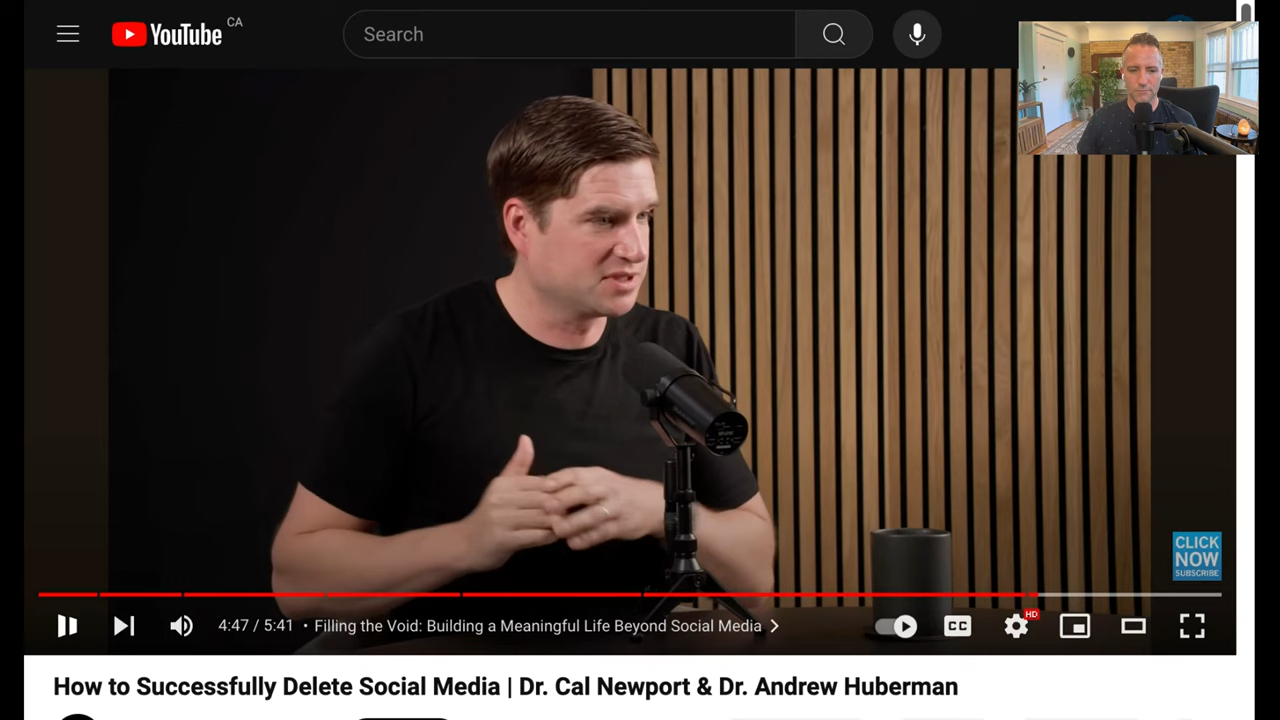 YouTube CA
Search
CLICK
NOW
SUBSCRIBE
HD
4:47 / 5:41 • Filling the Void: Building a Meaningful Life Beyond Social Media
CC
How to Successfully Delete Social Media | Dr. Cal Newport & Dr. Andrew Huberman